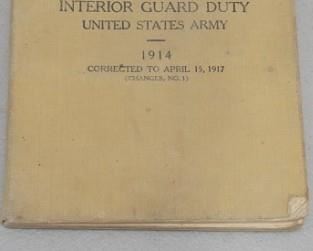 INTERIOR GUARD DUTY
UNITED STATES ARMY
1914
CORRECTED TO APRIL 15, 1917
(CHANGES, NO. 1)